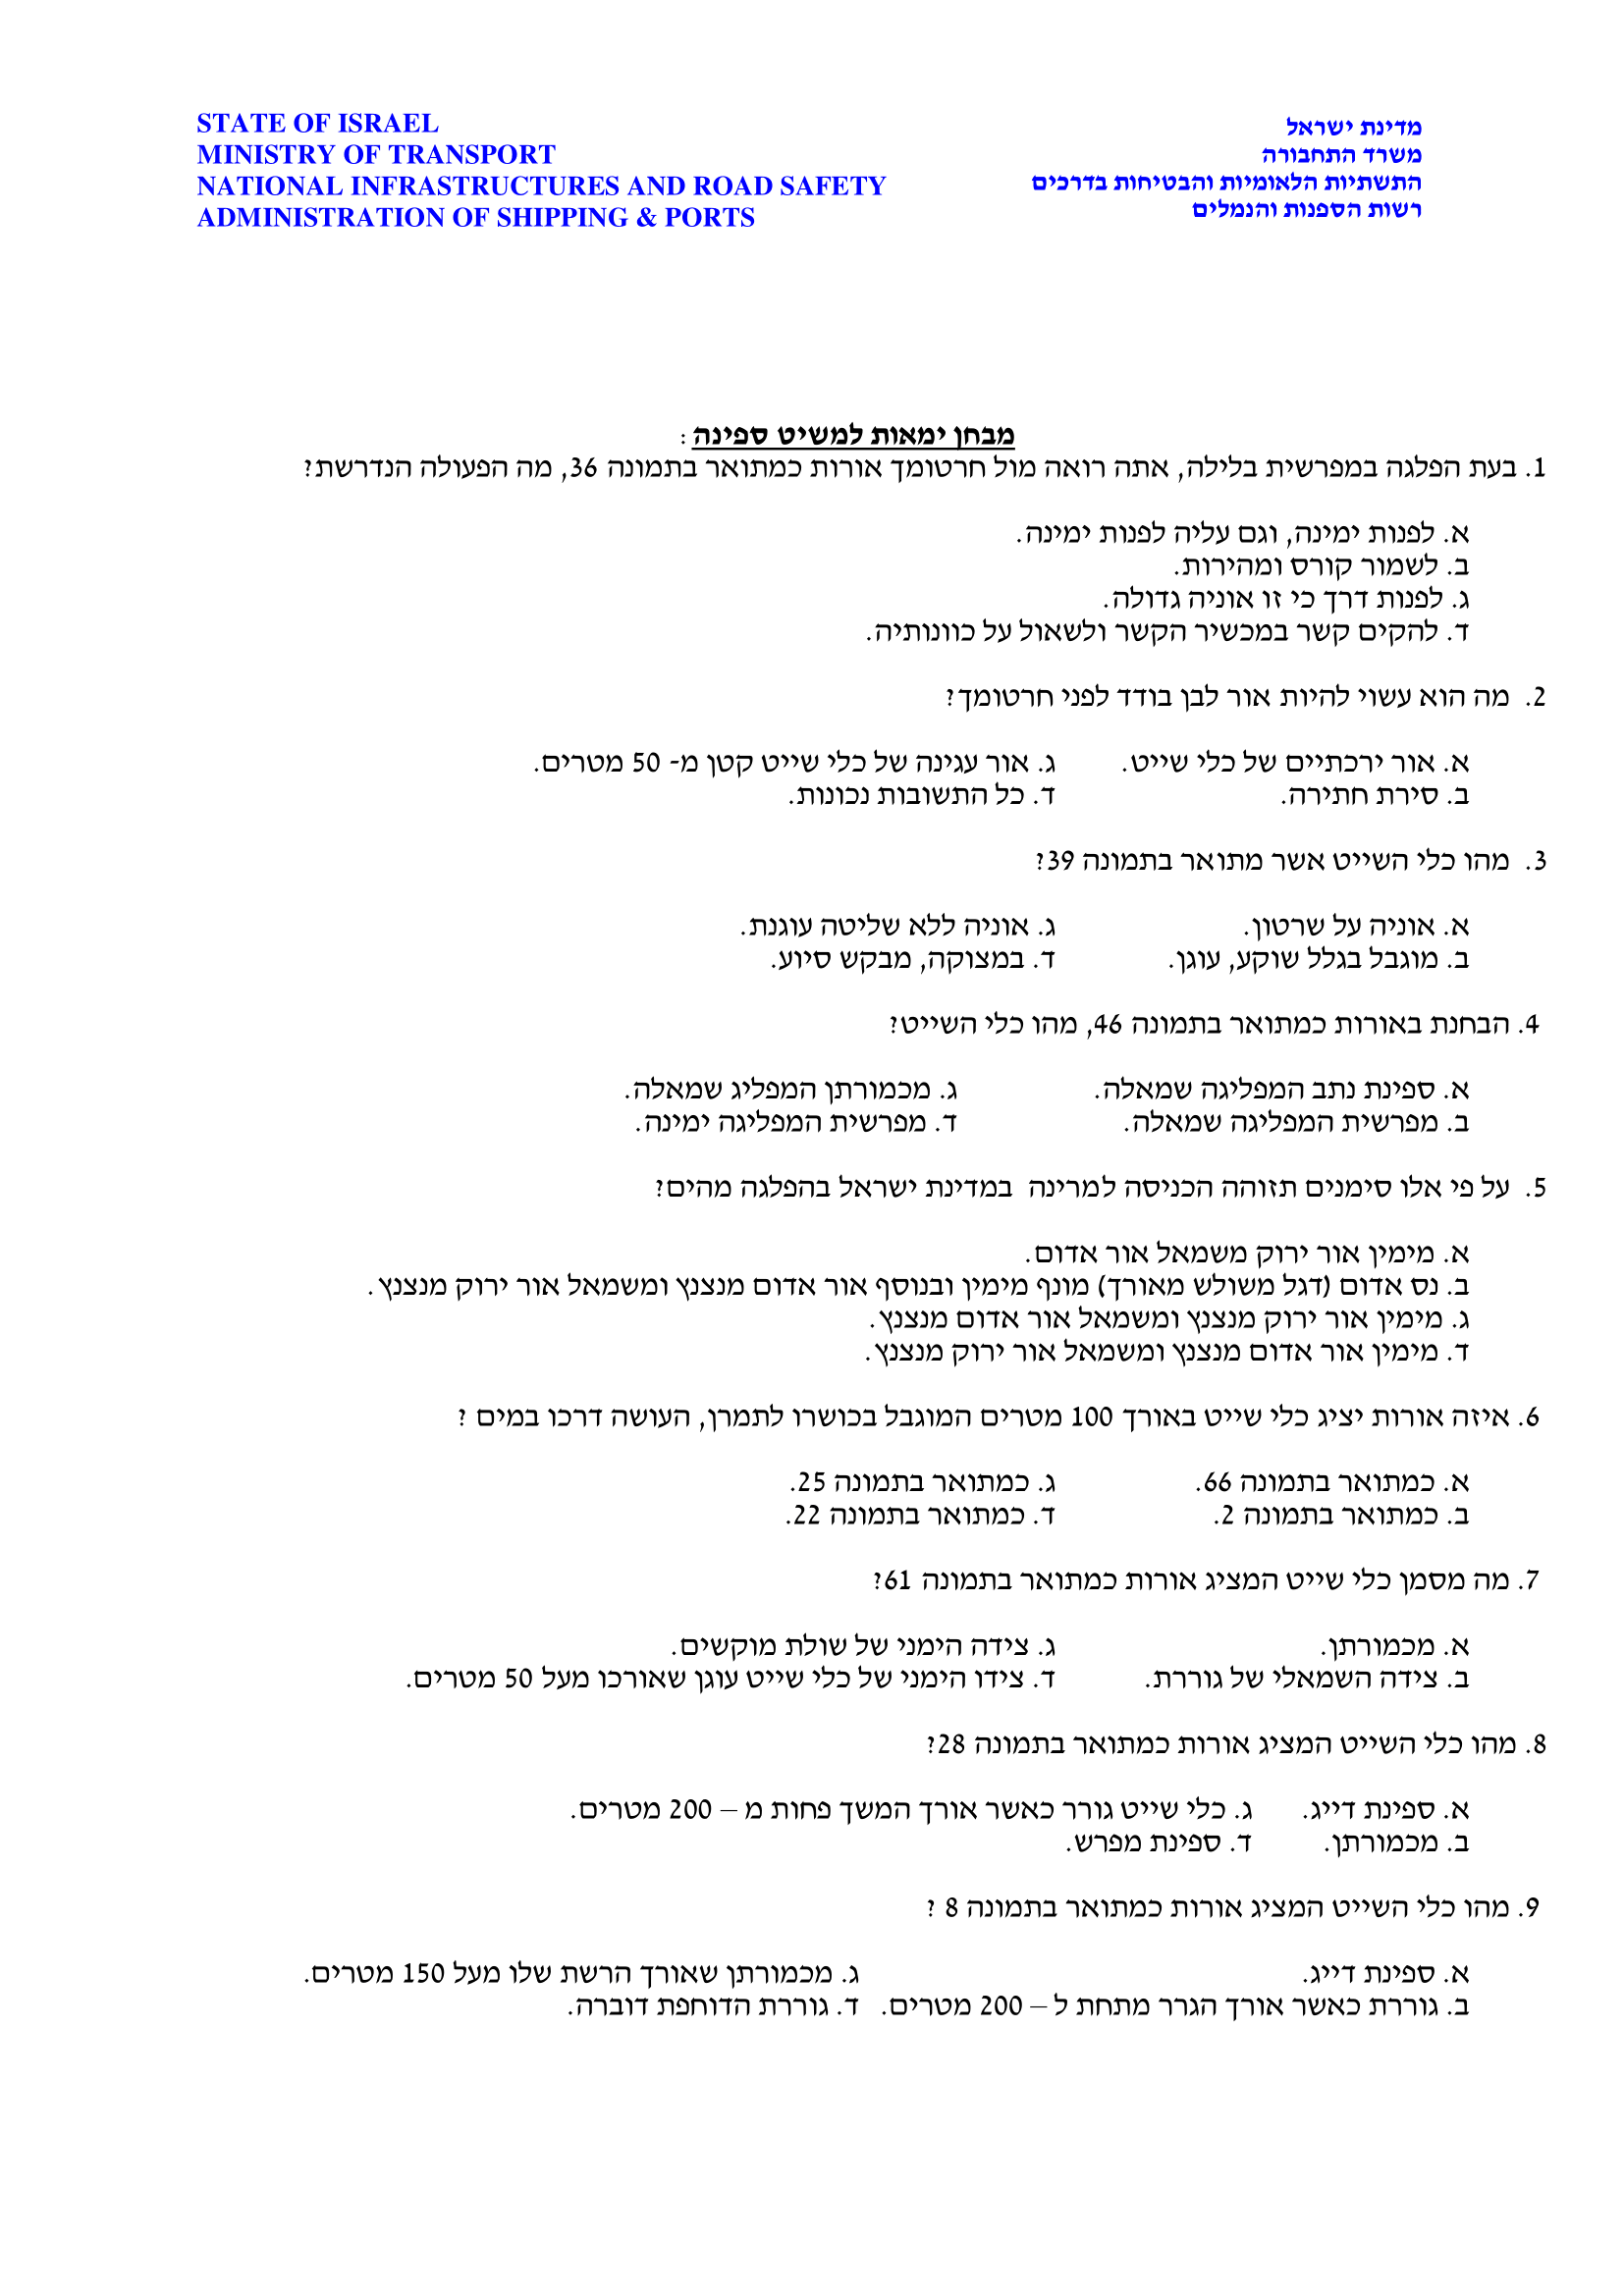 STATE OF ISRAEL
MINISTRY OF TRANSPORT
NATIONAL INFRASTRUCTURES AND ROAD SAFETY
ADMINISTRATION OF SHIPPING & PORTS
מדינת ישראל
משרד התחבורה
התשתיות הלאומיות והבטיחות בדרכים
רשות הספנות והנמלים
מבחן ימאות למשיט ספינה :
1. בעת הפלגה במפרשית בלילה, אתה רואה מול חרטומך אורות כמתואר בתמונה 36, מה הפעולה הנדרשת?
א. לפנות ימינה, וגם עליה לפנות ימינה.
ב. לשמור קורס ומהירות.
ג. לפנות דרך כי זו אוניה גדולה.
ד. להקים קשר במכשיר הקשר ולשאול על כוונותיה.
2. מה הוא עשוי להיות אור לבן בודד לפני חרטומך?
א. אור ירכתיים של כלי שייט. ג. אור עגינה של כלי שייט קטן מ- 50 מטרים.
ב. סירת חתירה. ד. כל התשובות נכונות.
3. מהו כלי השייט אשר מתואר בתמונה 39?
א. אוניה על שרטון. ג. אוניה ללא שליטה עוגנת.
ב. מוגבל בגלל שוקע, עוגן. ד. במצוקה, מבקש סיוע.
4. הבחנת באורות כמתואר בתמונה 46, מהו כלי השייט?
א. ספינת נתב המפליגה שמאלה. ג. מכמורתן המפליג שמאלה.
ב. מפרשית המפליגה שמאלה. ד. מפרשית המפליגה ימינה.
5. על פי אלו סימנים תזוהה הכניסה למרינה במדינת ישראל בהפלגה מהים?
א. מימין אור ירוק משמאל אור אדום.
ב. נס אדום (דגל משולש מאורך) מונף מימין ובנוסף אור אדום מנצנץ ומשמאל אור ירוק מנצנץ.
ג. מימין אור ירוק מנצנץ ומשמאל אור אדום מנצנץ.
ד. מימין אור אדום מנצנץ ומשמאל אור ירוק מנצנץ.
6. איזה אורות יציג כלי שייט באורך 100 מטרים המוגבל בכושרו לתמרן, העושה דרכו במים ?
א. כמתואר בתמונה 66. ג. כמתואר בתמונה 25.
ב. כמתואר בתמונה 2. ד. כמתואר בתמונה 22.
7. מה מסמן כלי שייט המציג אורות כמתואר בתמונה 61?
א. מכמורתן. ג. צידה הימני של שולת מוקשים.
ב. צידה השמאלי של גוררת. ד. צידו הימני של כלי שייט עוגן שאורכו מעל 50 מטרים.
8. מהו כלי השייט המציג אורות כמתואר בתמונה 28?
א. ספינת דייג. ג. כלי שייט גורר כאשר אורך המשך פחות מ – 200 מטרים.
ב. מכמורתן. ד. ספינת מפרש.
9. מהו כלי השייט המציג אורות כמתואר בתמונה 8 ?
א. ספינת דייג. ג. מכמורתן שאורך הרשת שלו מעל 150 מטרים.
ב. גוררת כאשר אורך הגרר מתחת ל – 200 מטרים. ד. גוררת הדוחפת דוברה.